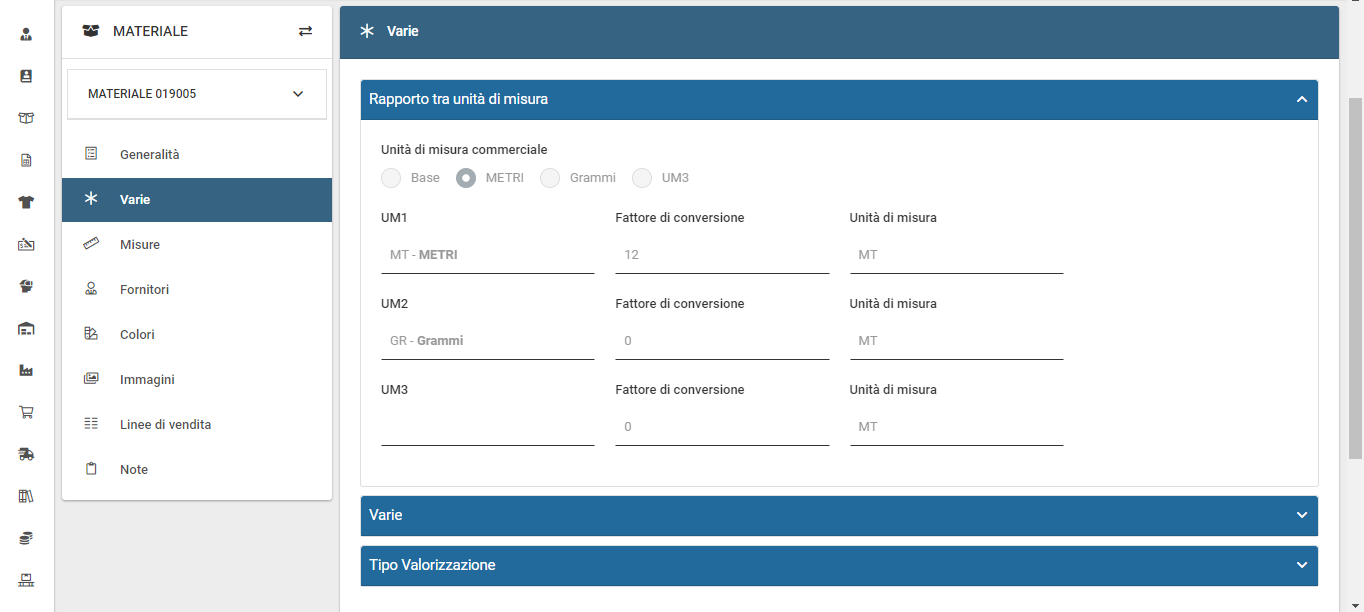 MATERIALE
MATERIALE 019005
Generalità
Varie
Misure
Fornitori
Colori
Immagini
Linee di vendita
Note
Varie
Rapporto tra unità di misura
Unità di misura commerciale
Base METRI Grammi UM3
UM1 Fattore di conversione Unità di misura
MT - METRI 12 MT
UM2 Fattore di conversione Unità di misura
GR - Grammi 0 MT
UM3 Fattore di conversione Unità di misura
0 MT
Varie
Tipo Valorizzazione